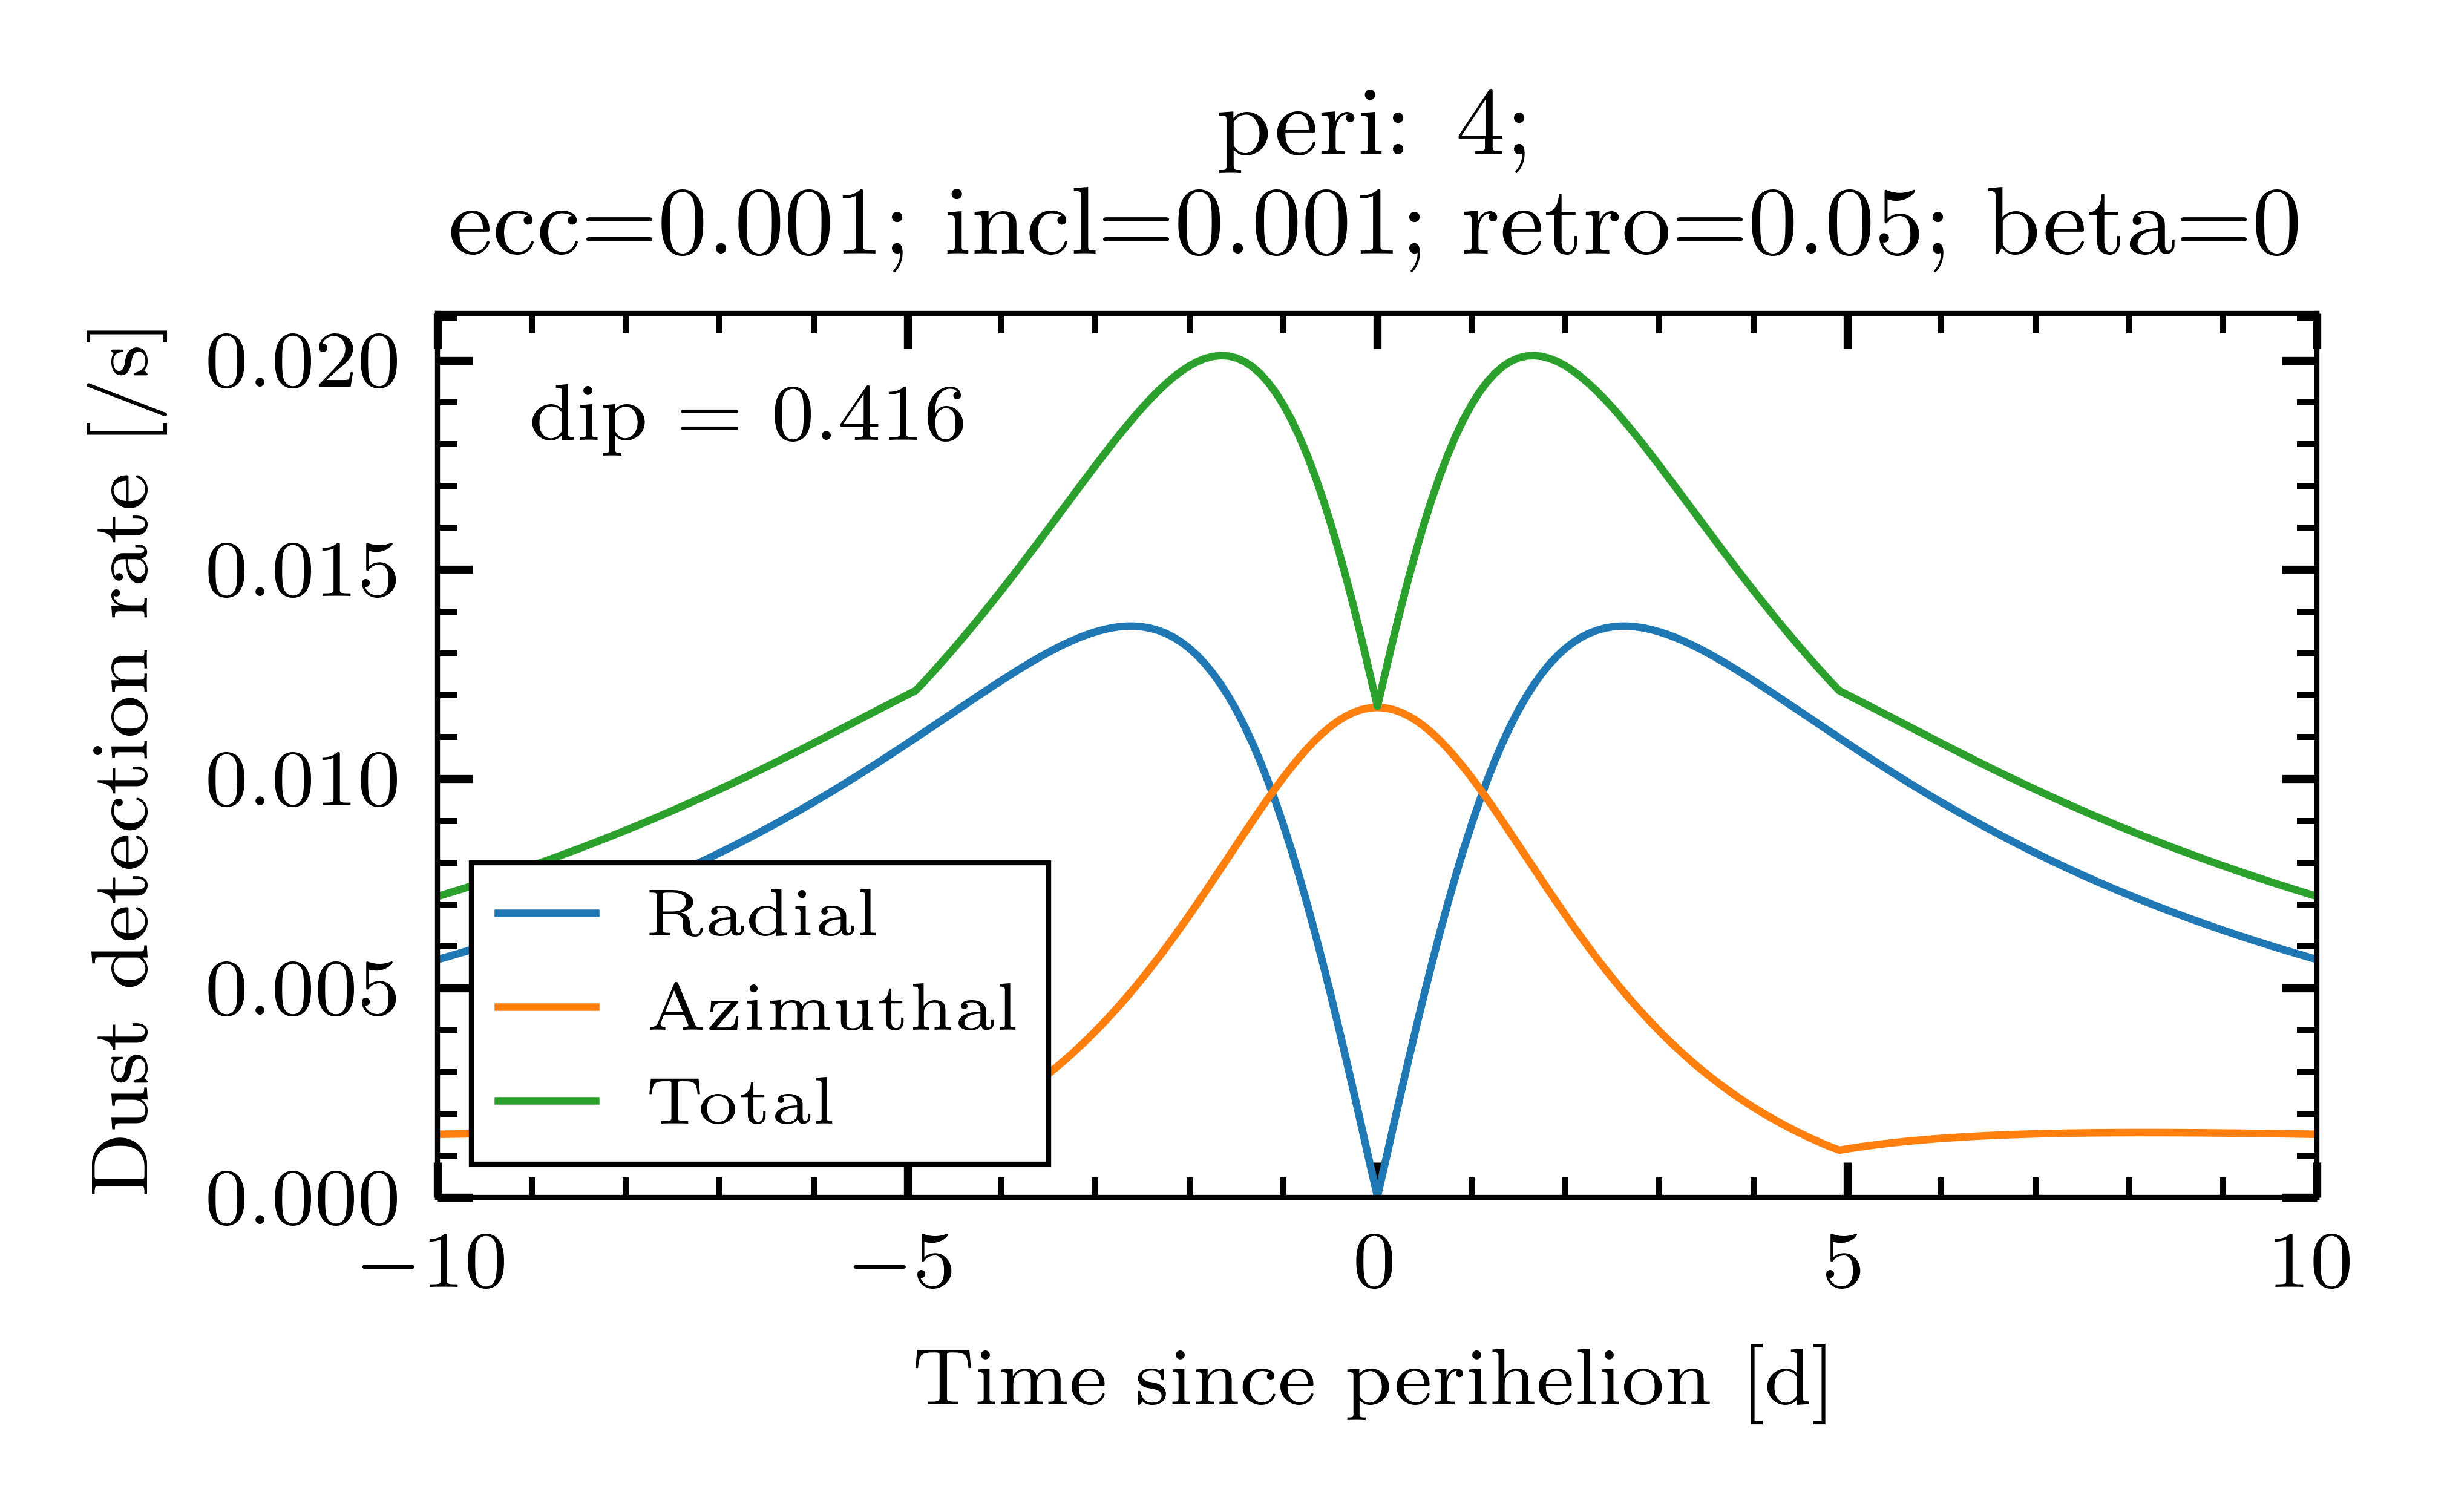 peri: 4;
ecc=0.001; incl=0.001; retro=0.05; beta=0
Dust detection rate [/s]
0.020
0.015
0.010
0.005
0.000
dip = 0.416
Radial
Azimuthal
Total
−10
−5
0
5
10
Time since perihelion [d]